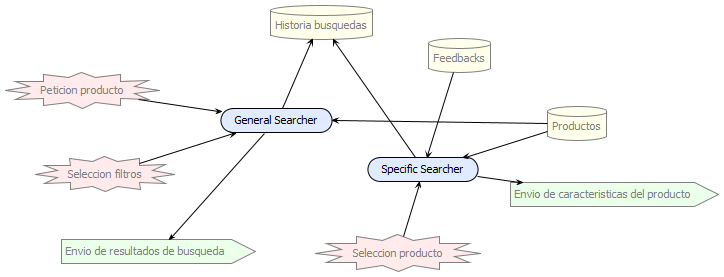 Historia busquedas
Feedbacks
Peticion producto
General Searcher
Productos
Seleccion filtros
Specific Searcher
Envio de caracteristicas del producto
Envio de resultados de busqueda
Seleccion producto